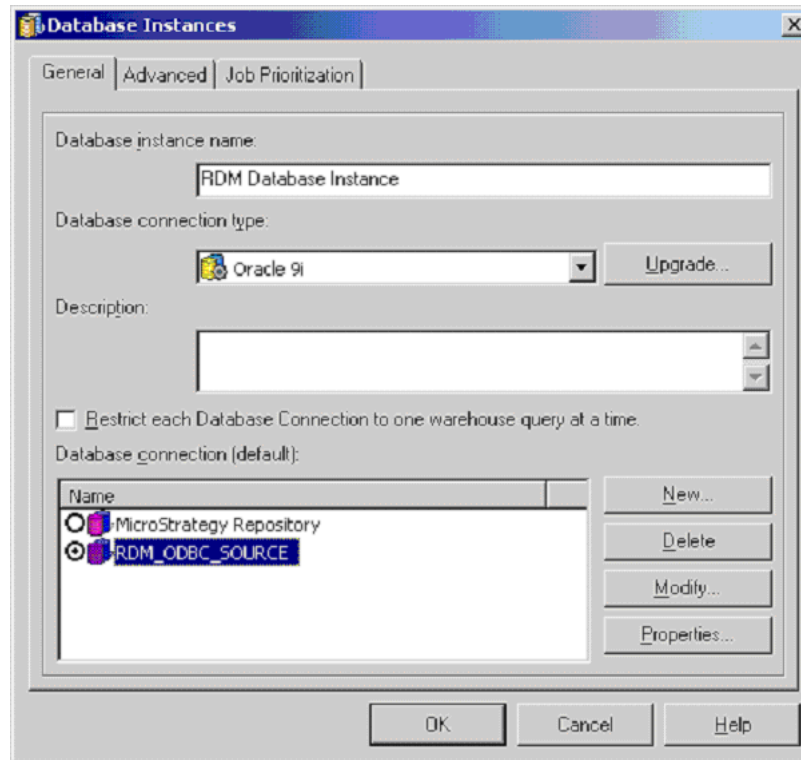 Database Instances
General Advanced Job Prioritization
Database instance name:
RDM Database Instance
Database connection type:
Oracle 9i Upgrade...
Description:
Restrict each Database Connection to one warehouse query at a time.
Database connection (default):
Name
MicroStrategy Repository
RDM_ODBC_SOURCE
New...
Delete
Modify...
Properties...
OK Cancel Help